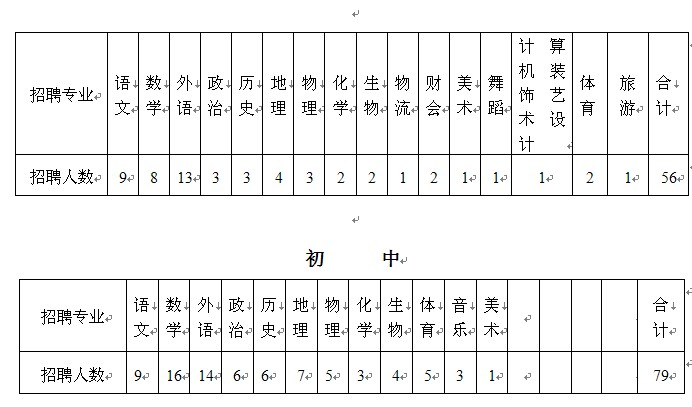 招聘专业 语文 数学 外语 政治 历史 地理 物理 化学 生物 物流 财会 美术 舞蹈 计算机装饰艺术设计 体育 旅游 合计
招聘人数 9 8 13 3 3 4 3 2 2 1 2 1 1 1 2 1 56
初 中
招聘专业 语文 数学 外语 政治 历史 地理 物理 化学 生物 体育 音乐 美术 合计
招聘人数 9 16 14 6 6 7 5 3 4 5 3 1 79